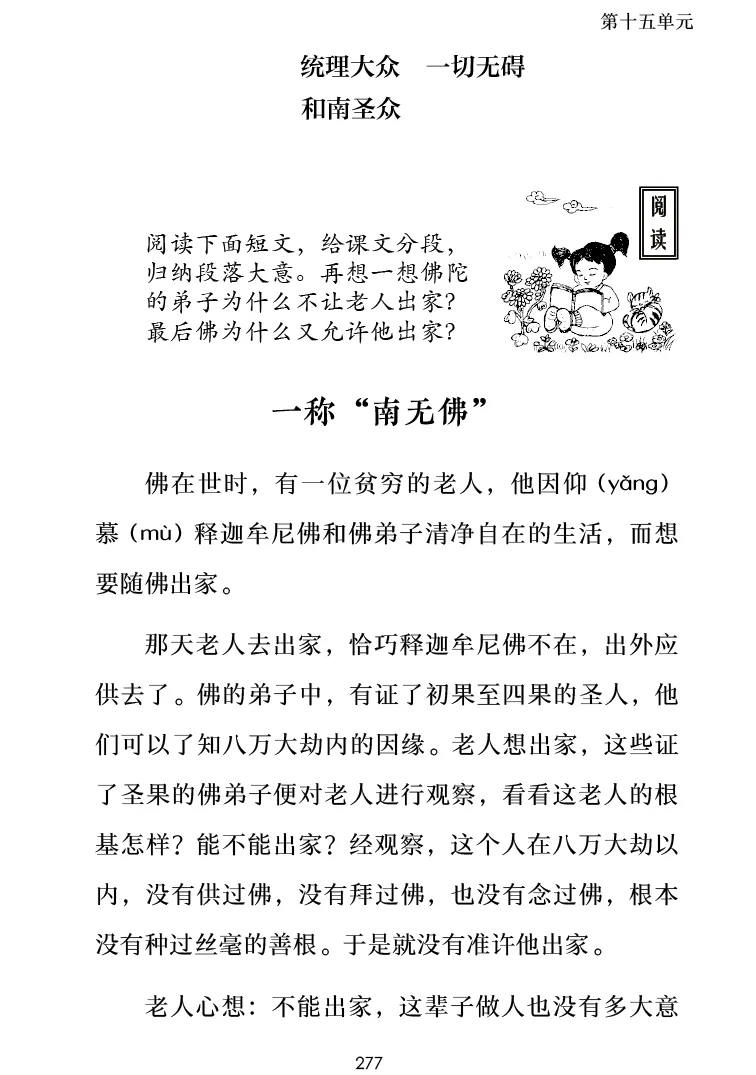 第十五单元
统理大众　一切无碍
和南圣众
阅读
阅读下面短文，给课文分段，
归纳段落大意。再想一想佛陀
的弟子为什么不让老人出家？
最后佛为什么又允许他出家？
一称“南无佛”
佛在世时，有一位贫穷的老人，他因仰（yǎng）
慕（mù）释迦牟尼佛和佛弟子清净自在的生活，而想
要随佛出家。
那天老人去出家，恰巧释迦牟尼佛不在，出外应
供去了。佛的弟子中，有证了初果至四果的圣人，他
们可以了知八万大劫内的因缘。老人想出家，这些证
了圣果的佛弟子便对老人进行观察，看看这老人的根
基怎样？能不能出家？经观察，这个人在八万大劫以
内，没有供过佛，没有拜过佛，也没有念过佛，根本
没有种过丝毫的善根。于是就没有准许他出家。
老人心想：不能出家，这辈子做人也没有多大意
277